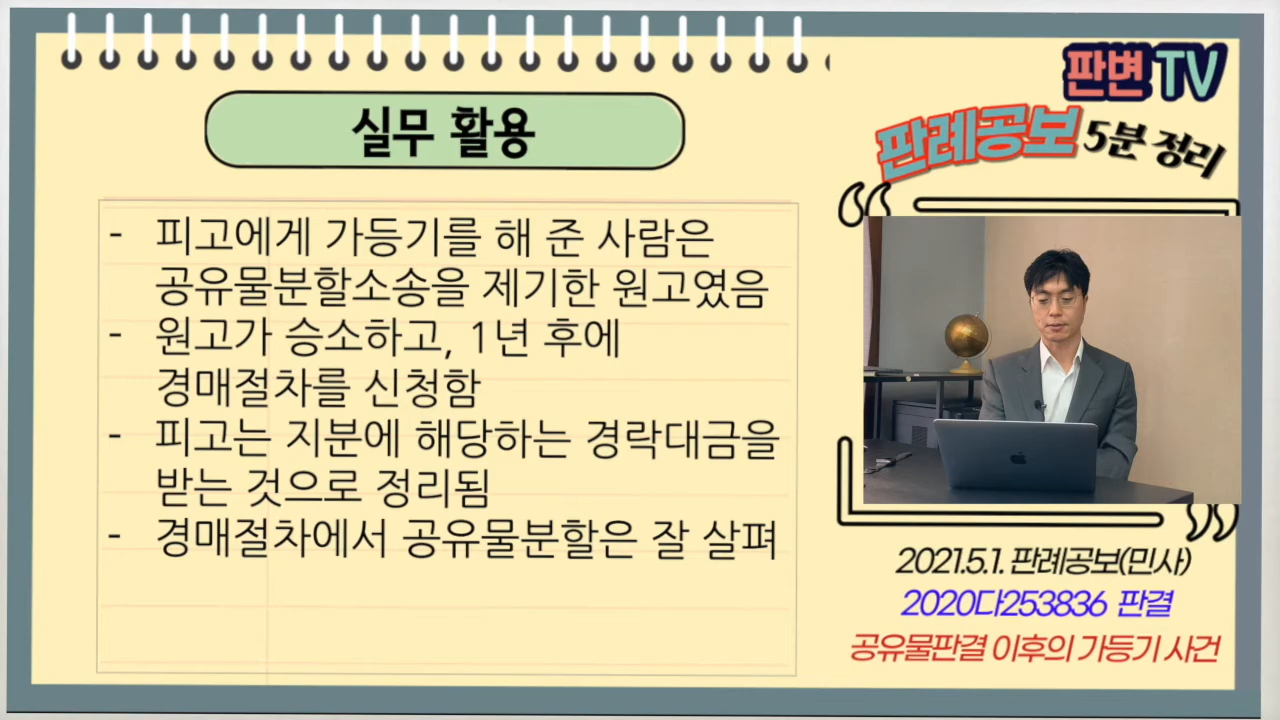 실무 활용
- 피고에게 가등기를 해 준 사람은
공유물분할소송을 제기한 원고였음
- 원고가 승소하고, 1년 후에
경매절차를 신청함
- 피고는 지분에 해당하는 경락대금을
받는 것으로 정리됨
- 경매절차에서 공유물분할은 잘 살펴
판변 TV
판례공보 5분 정리
2021.5.1. 판례공보(민사)
2020다253836 판결
공유물판결 이후의 가등기 사건